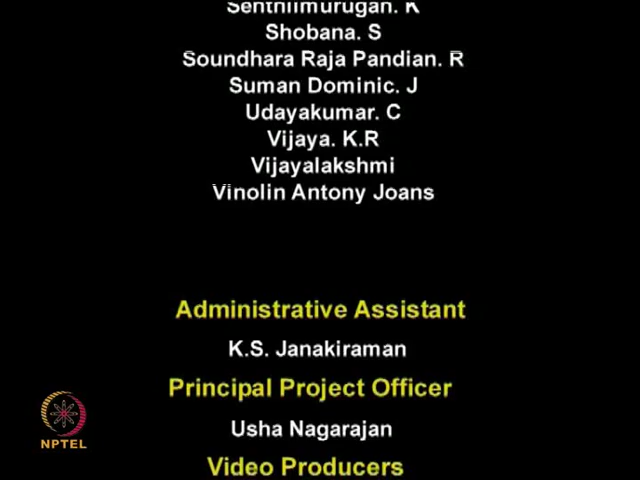 Senthilmurugan. K
Shobana. S
Soundhara Raja Pandian. R
Suman Dominic. J
Udayakumar. C
Vijaya. K.R
Vijayalakshmi
Vinolin Antony Joans
Administrative Assistant
K.S. Janakiraman
Principal Project Officer
Usha Nagarajan
NPTEL
Video Producers